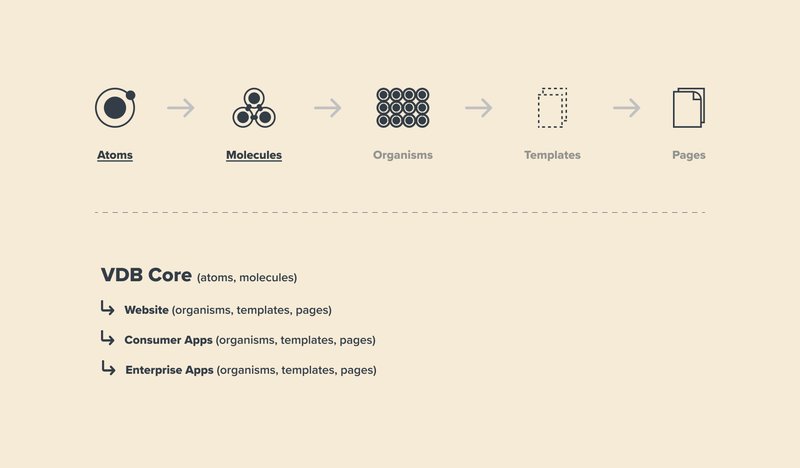 Atoms
Molecules
Organisms
Templates
Pages
VDB Core (atoms, molecules)
Website (organisms, templates, pages)
Consumer Apps (organisms, templates, pages)
Enterprise Apps (organisms, templates, pages)